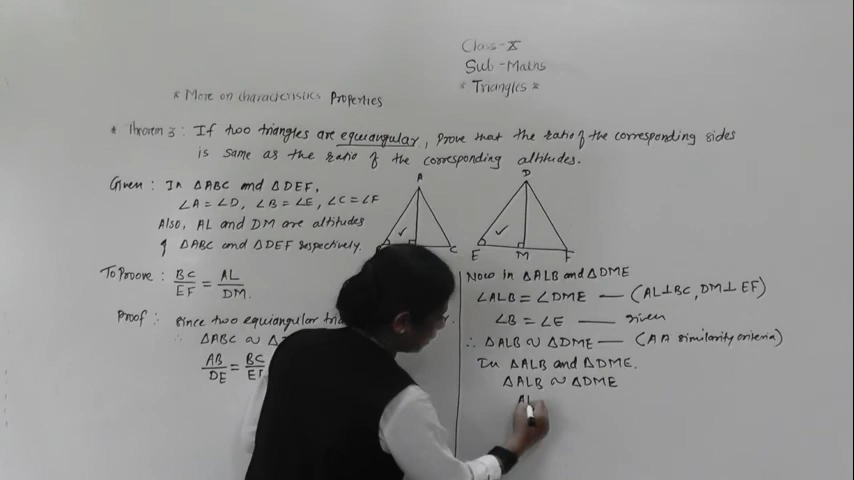 Class-X
Sub-Maths
* Triangles *
* More on characteristics Properties
* Theorem 3: If two triangles are equiangular, prove that the ratio of the corresponding sides
is same as the ratio of the corresponding altitudes.
Given: In ΔABC and ΔDEF,
∠A = ∠D, ∠B = ∠E, ∠C = ∠F
Also, AL and DM are altitudes
of ΔABC and ΔDEF respectively.
A
C
D
E M F
To Proove: BC/EF = AL/DM.
Proof: since two equiangular
∴ ΔABC ~ Δ
AB/DE = BC/EF
Now in ΔALB and ΔDME
∠ALB = ∠DME — (AL⊥BC, DM⊥EF)
∠B = ∠E — given
∴ ΔALB ~ ΔDME — (AA similarity criteria)
In ΔALB and ΔDME.
ΔALB ~ ΔDME
AL